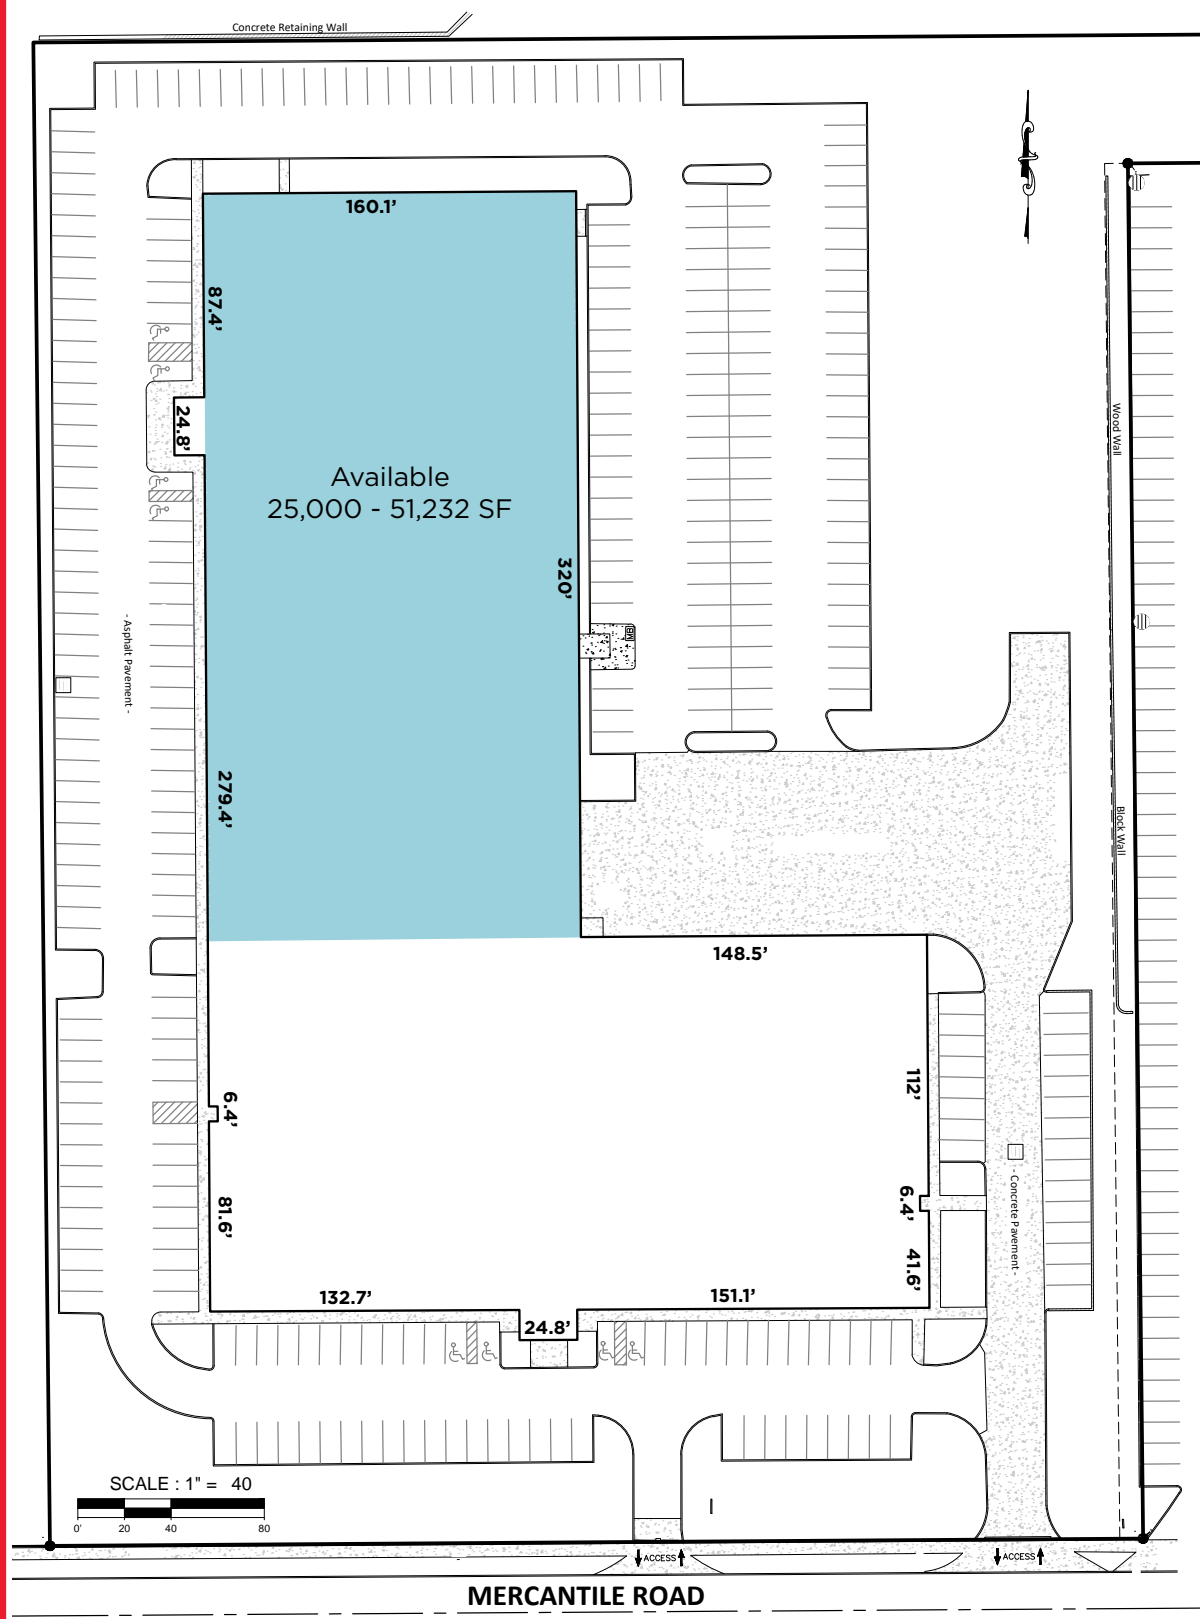 Concrete Retaining Wall
160.1'
87.4'
24.8'
Available
25,000 - 51,232 SF
Wood Wall
320'
MB
- Asphalt Pavement -
279.4'
Block Wall
148.5'
6.4'
112'
81.6'
6.4'
- Concrete Pavement -
41.6'
132.7'
151.1'
24.8'
SCALE : 1" = 40
0' 20 40 80
ACCESS
ACCESS
MERCANTILE ROAD